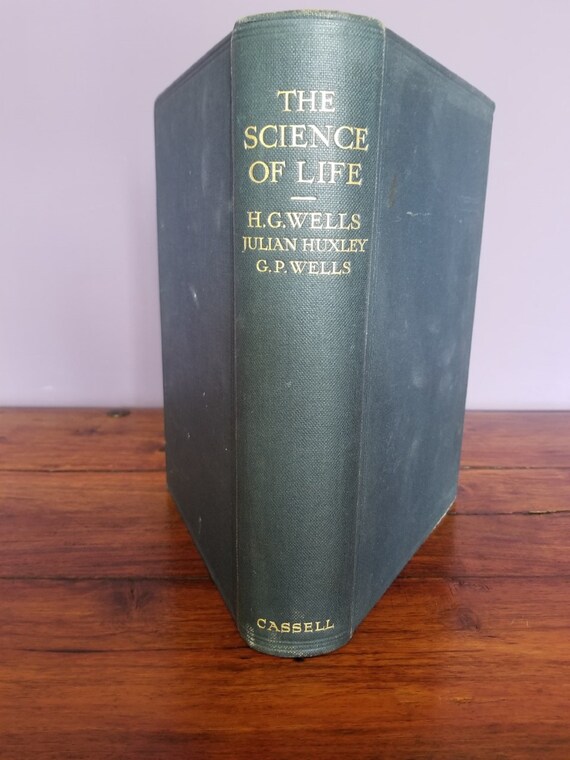 THE
SCIENCE
OF LIFE
H.G.WELLS
JULIAN HUXLEY
G.P.WELLS
CASSELL